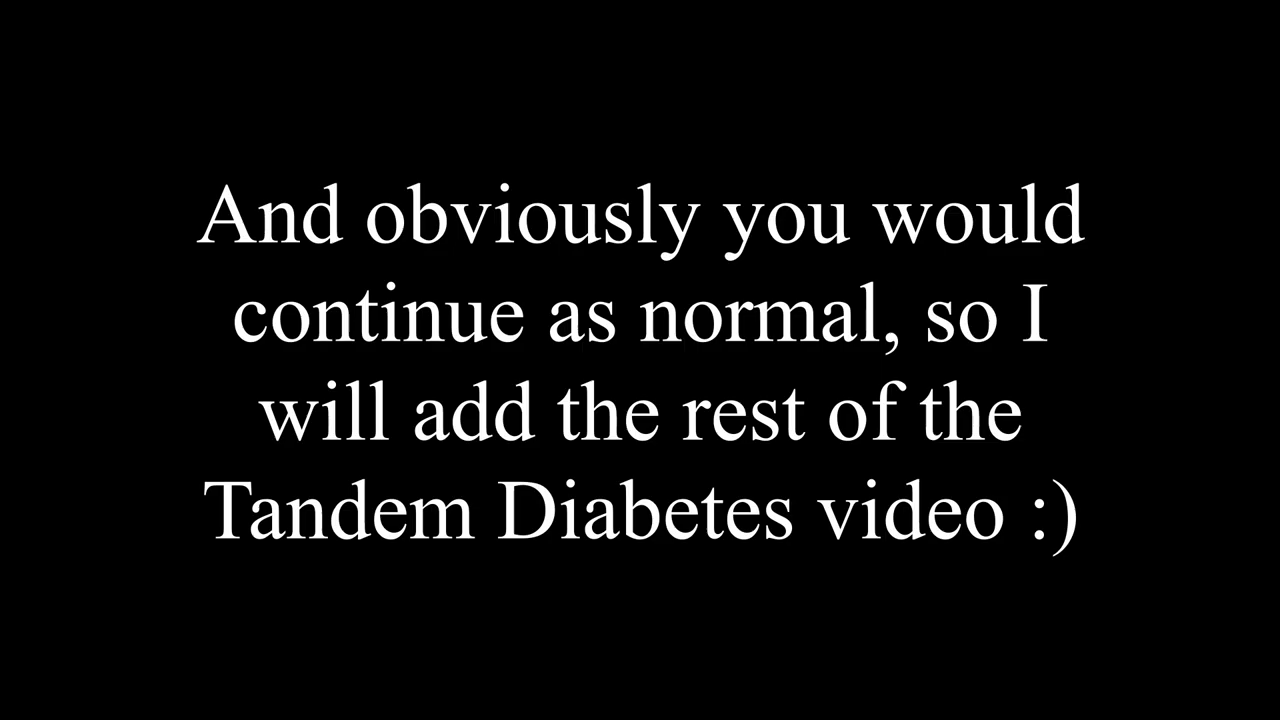 And obviously you would
continue as normal, so I
will add the rest of the
Tandem Diabetes video :)